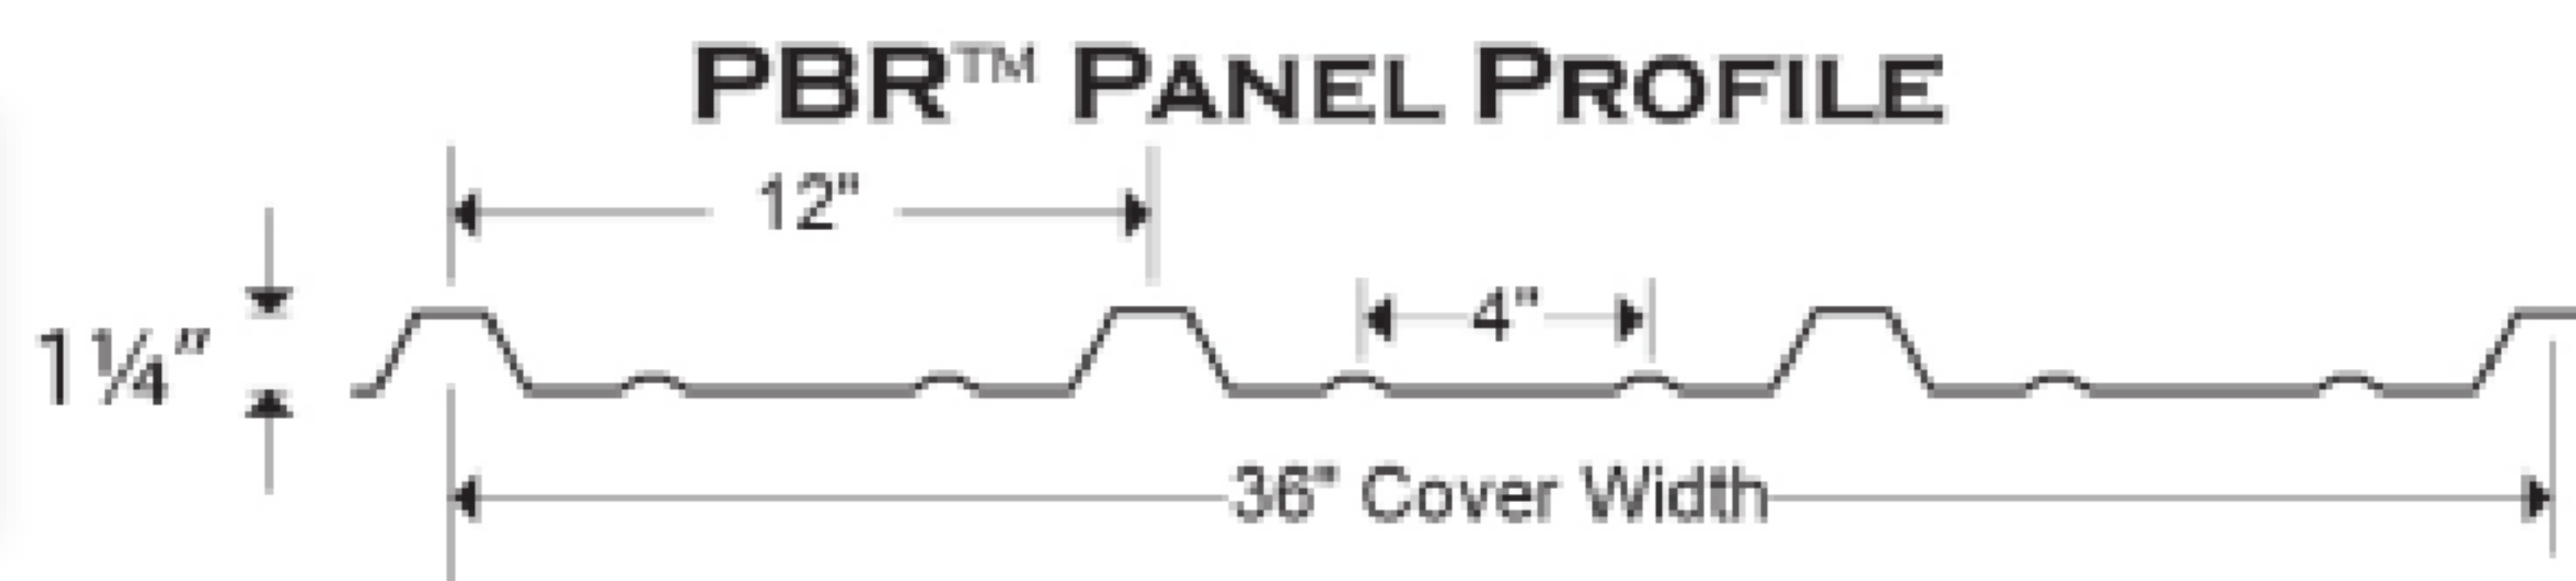 PBR™ PANEL PROFILE
12"
4"
1¼"
36" Cover Width